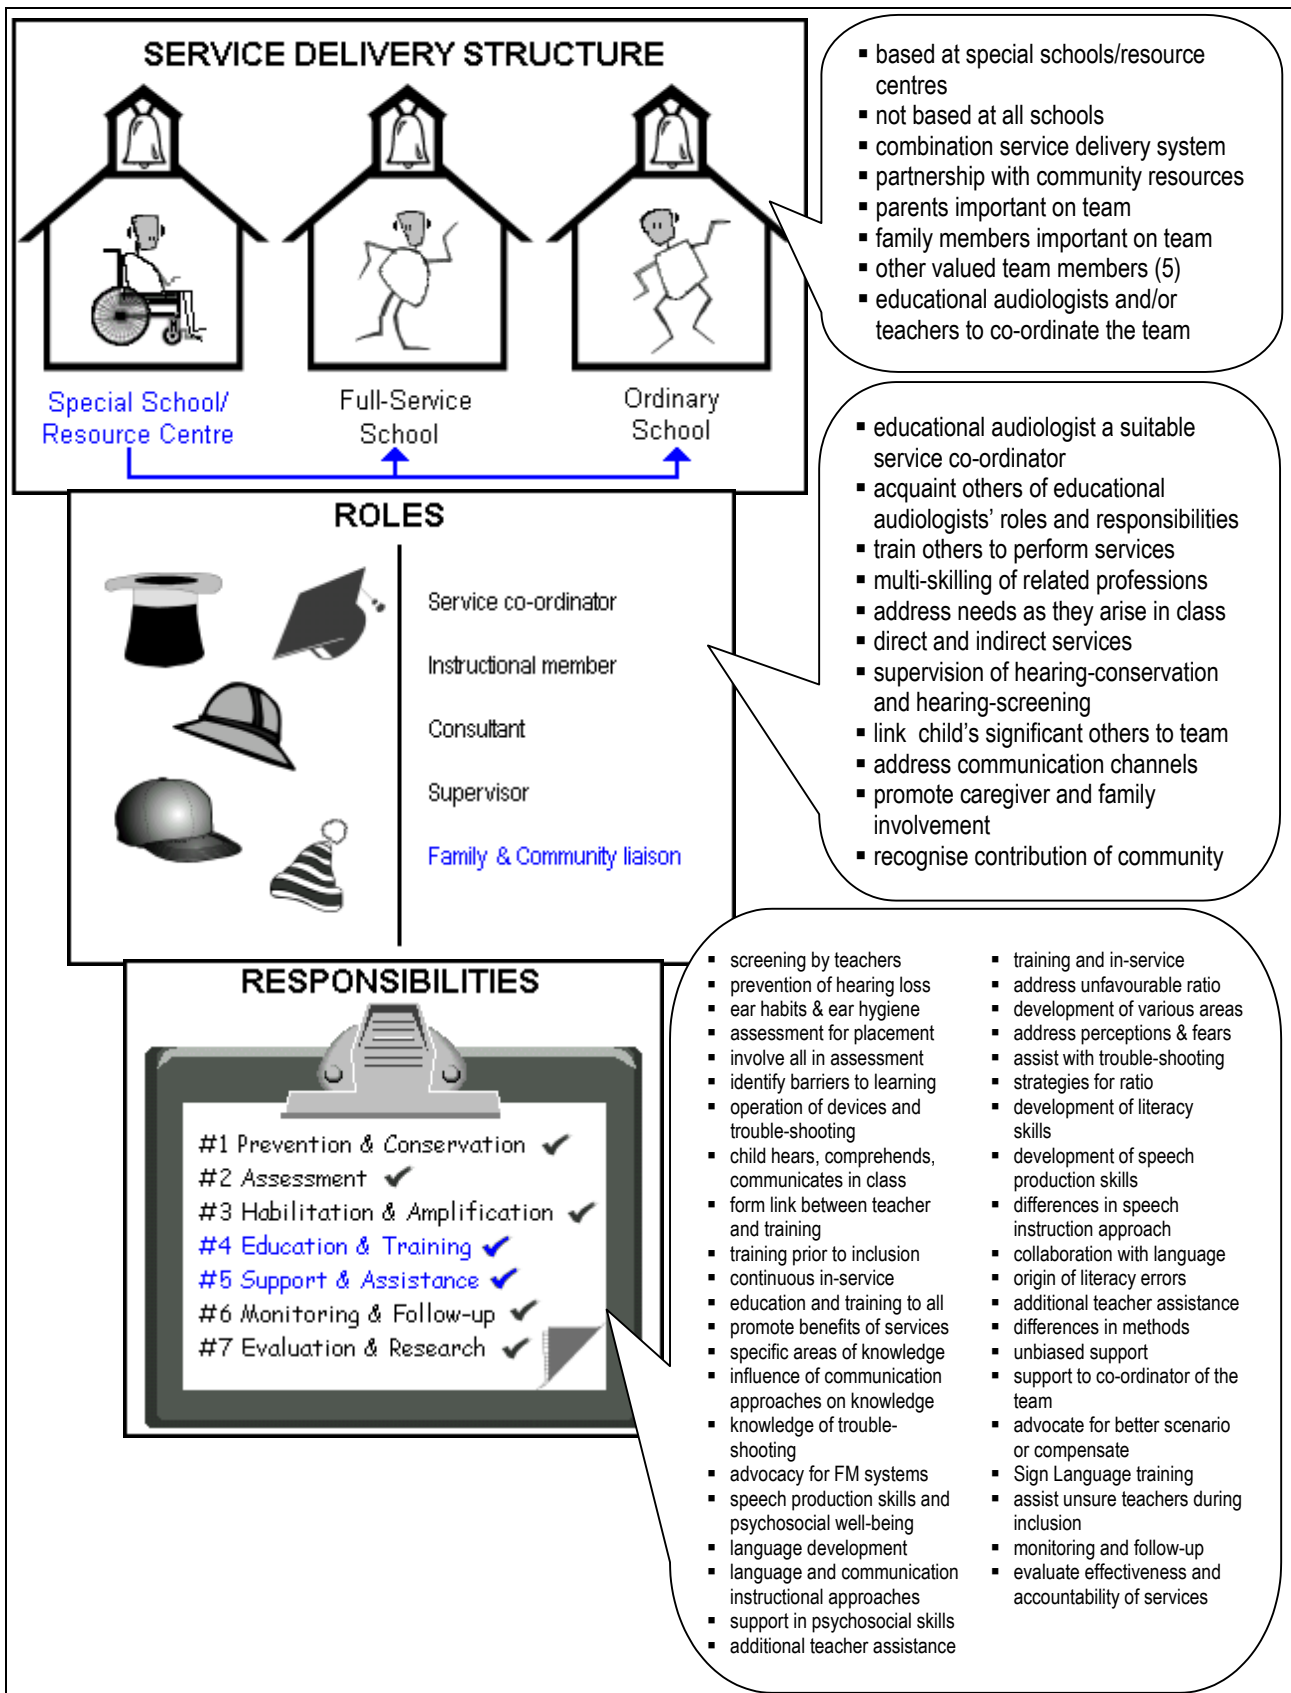 SERVICE DELIVERY STRUCTURE
Special School/
Resource Centre
Full-Service
School
Ordinary
School
▪ based at special schools/resource
centres
▪ not based at all schools
▪ combination service delivery system
▪ partnership with community resources
▪ parents important on team
▪ family members important on team
▪ other valued team members (5)
▪ educational audiologists and/or
teachers to co-ordinate the team
ROLES
Service co-ordinator
Instructional member
Consultant
Supervisor
Family & Community liaison
▪ educational audiologist a suitable
service co-ordinator
▪ acquaint others of educational
audiologists’ roles and responsibilities
▪ train others to perform services
▪ multi-skilling of related professions
▪ address needs as they arise in class
▪ direct and indirect services
▪ supervision of hearing-conservation
and hearing-screening
▪ link child’s significant others to team
▪ address communication channels
▪ promote caregiver and family
involvement
▪ recognise contribution of community
RESPONSIBILITIES
#1 Prevention & Conservation ✔
#2 Assessment ✔
#3 Habilitation & Amplification ✔
#4 Education & Training ✔
#5 Support & Assistance ✔
#6 Monitoring & Follow-up ✔
#7 Evaluation & Research ✔
▪ screening by teachers
▪ prevention of hearing loss
▪ ear habits & ear hygiene
▪ assessment for placement
▪ involve all in assessment
▪ identify barriers to learning
▪ operation of devices and
trouble-shooting
▪ child hears, comprehends,
communicates in class
▪ form link between teacher
and training
▪ training prior to inclusion
▪ continuous in-service
▪ education and training to all
▪ promote benefits of services
▪ specific areas of knowledge
▪ influence of communication
approaches on knowledge
▪ knowledge of trouble-
shooting
▪ advocacy for FM systems
▪ speech production skills and
psychosocial well-being
▪ language development
▪ language and communication
instructional approaches
▪ support in psychosocial skills
▪ additional teacher assistance
▪ training and in-service
▪ address unfavourable ratio
▪ development of various areas
▪ address perceptions & fears
▪ assist with trouble-shooting
▪ strategies for ratio
▪ development of literacy
skills
▪ development of speech
production skills
▪ differences in speech
instruction approach
▪ collaboration with language
▪ origin of literacy errors
▪ additional teacher assistance
▪ differences in methods
▪ unbiased support
▪ support to co-ordinator of the
team
▪ advocate for better scenario
or compensate
▪ Sign Language training
▪ assist unsure teachers during
inclusion
▪ monitoring and follow-up
▪ evaluate effectiveness and
accountability of services